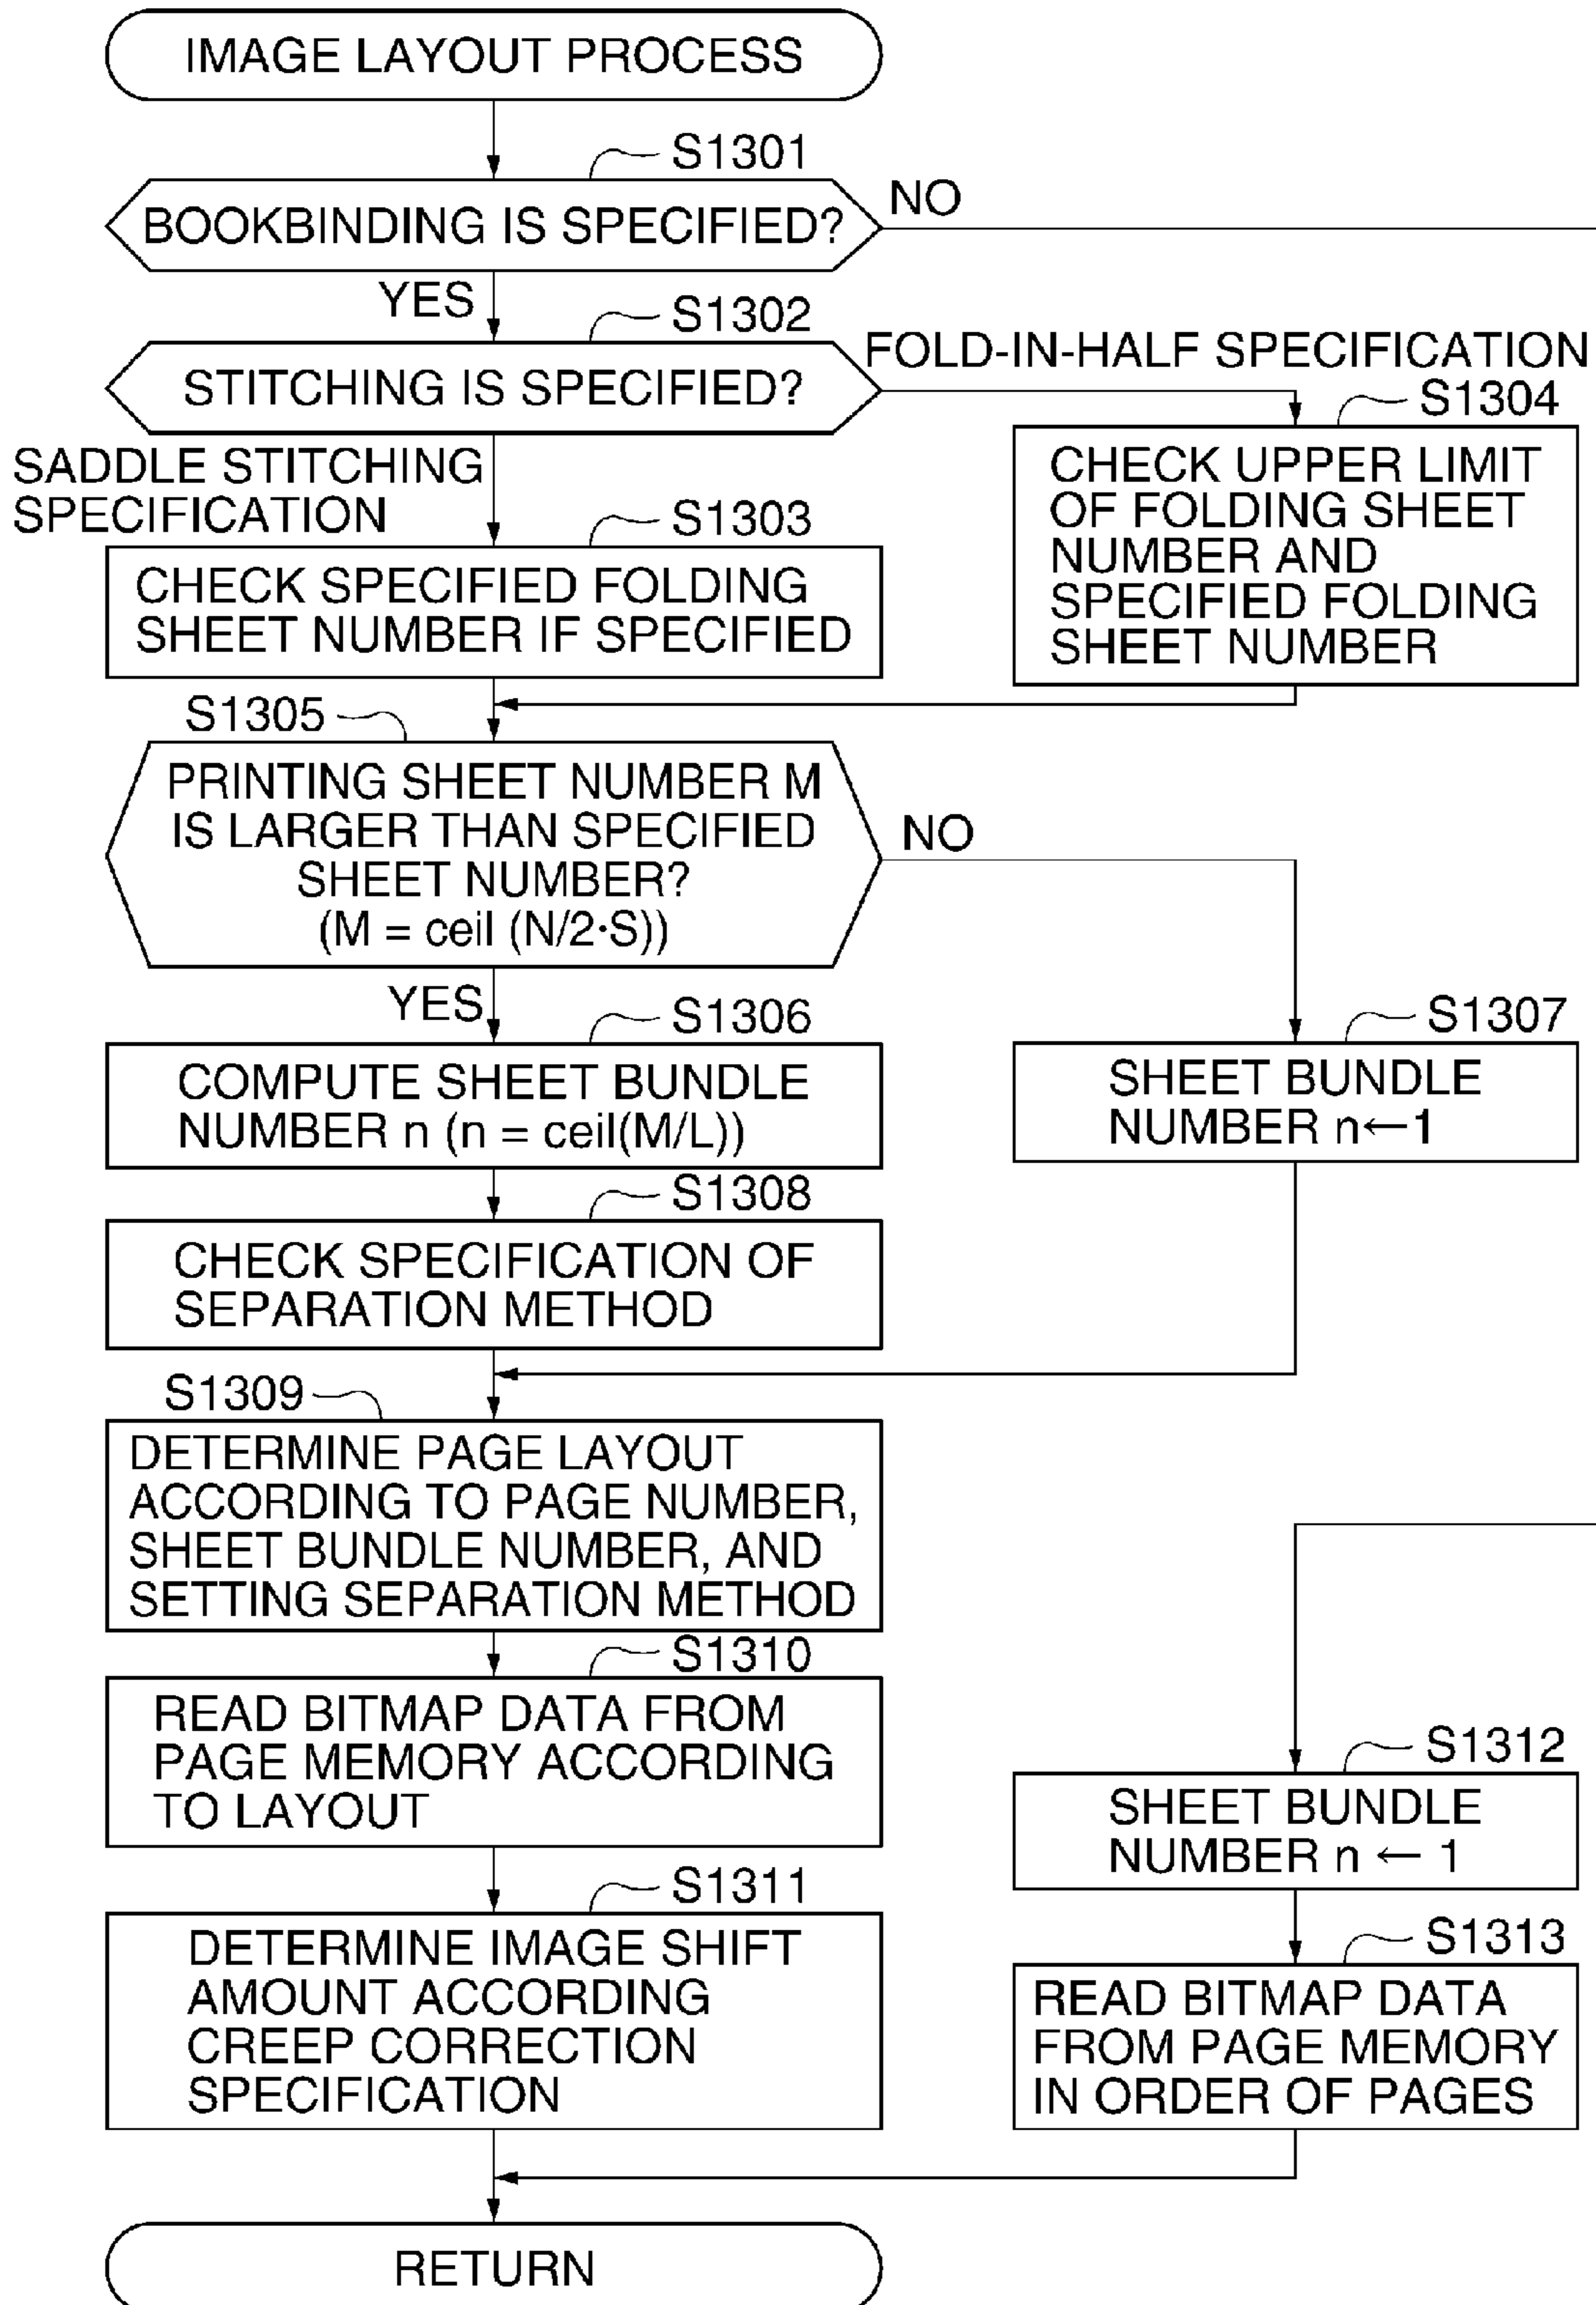 IMAGE LAYOUT PROCESS
S1301
BOOKBINDING IS SPECIFIED?
NO
YES
S1302
STITCHING IS SPECIFIED?
FOLD-IN-HALF SPECIFICATION
S1304
CHECK UPPER LIMIT
OF FOLDING SHEET
NUMBER AND
SPECIFIED FOLDING
SHEET NUMBER
SADDLE STITCHING
SPECIFICATION
S1303
CHECK SPECIFIED FOLDING
SHEET NUMBER IF SPECIFIED
S1305
PRINTING SHEET NUMBER M
IS LARGER THAN SPECIFIED
SHEET NUMBER?
(M = ceil (N/2·S))
NO
YES
S1306
COMPUTE SHEET BUNDLE
NUMBER n (n = ceil(M/L))
S1307
SHEET BUNDLE
NUMBER n←1
S1308
CHECK SPECIFICATION OF
SEPARATION METHOD
S1309
DETERMINE PAGE LAYOUT
ACCORDING TO PAGE NUMBER,
SHEET BUNDLE NUMBER, AND
SETTING SEPARATION METHOD
S1310
READ BITMAP DATA FROM
PAGE MEMORY ACCORDING
TO LAYOUT
S1312
SHEET BUNDLE
NUMBER n ← 1
S1311
DETERMINE IMAGE SHIFT
AMOUNT ACCORDING
CREEP CORRECTION
SPECIFICATION
S1313
READ BITMAP DATA
FROM PAGE MEMORY
IN ORDER OF PAGES
RETURN